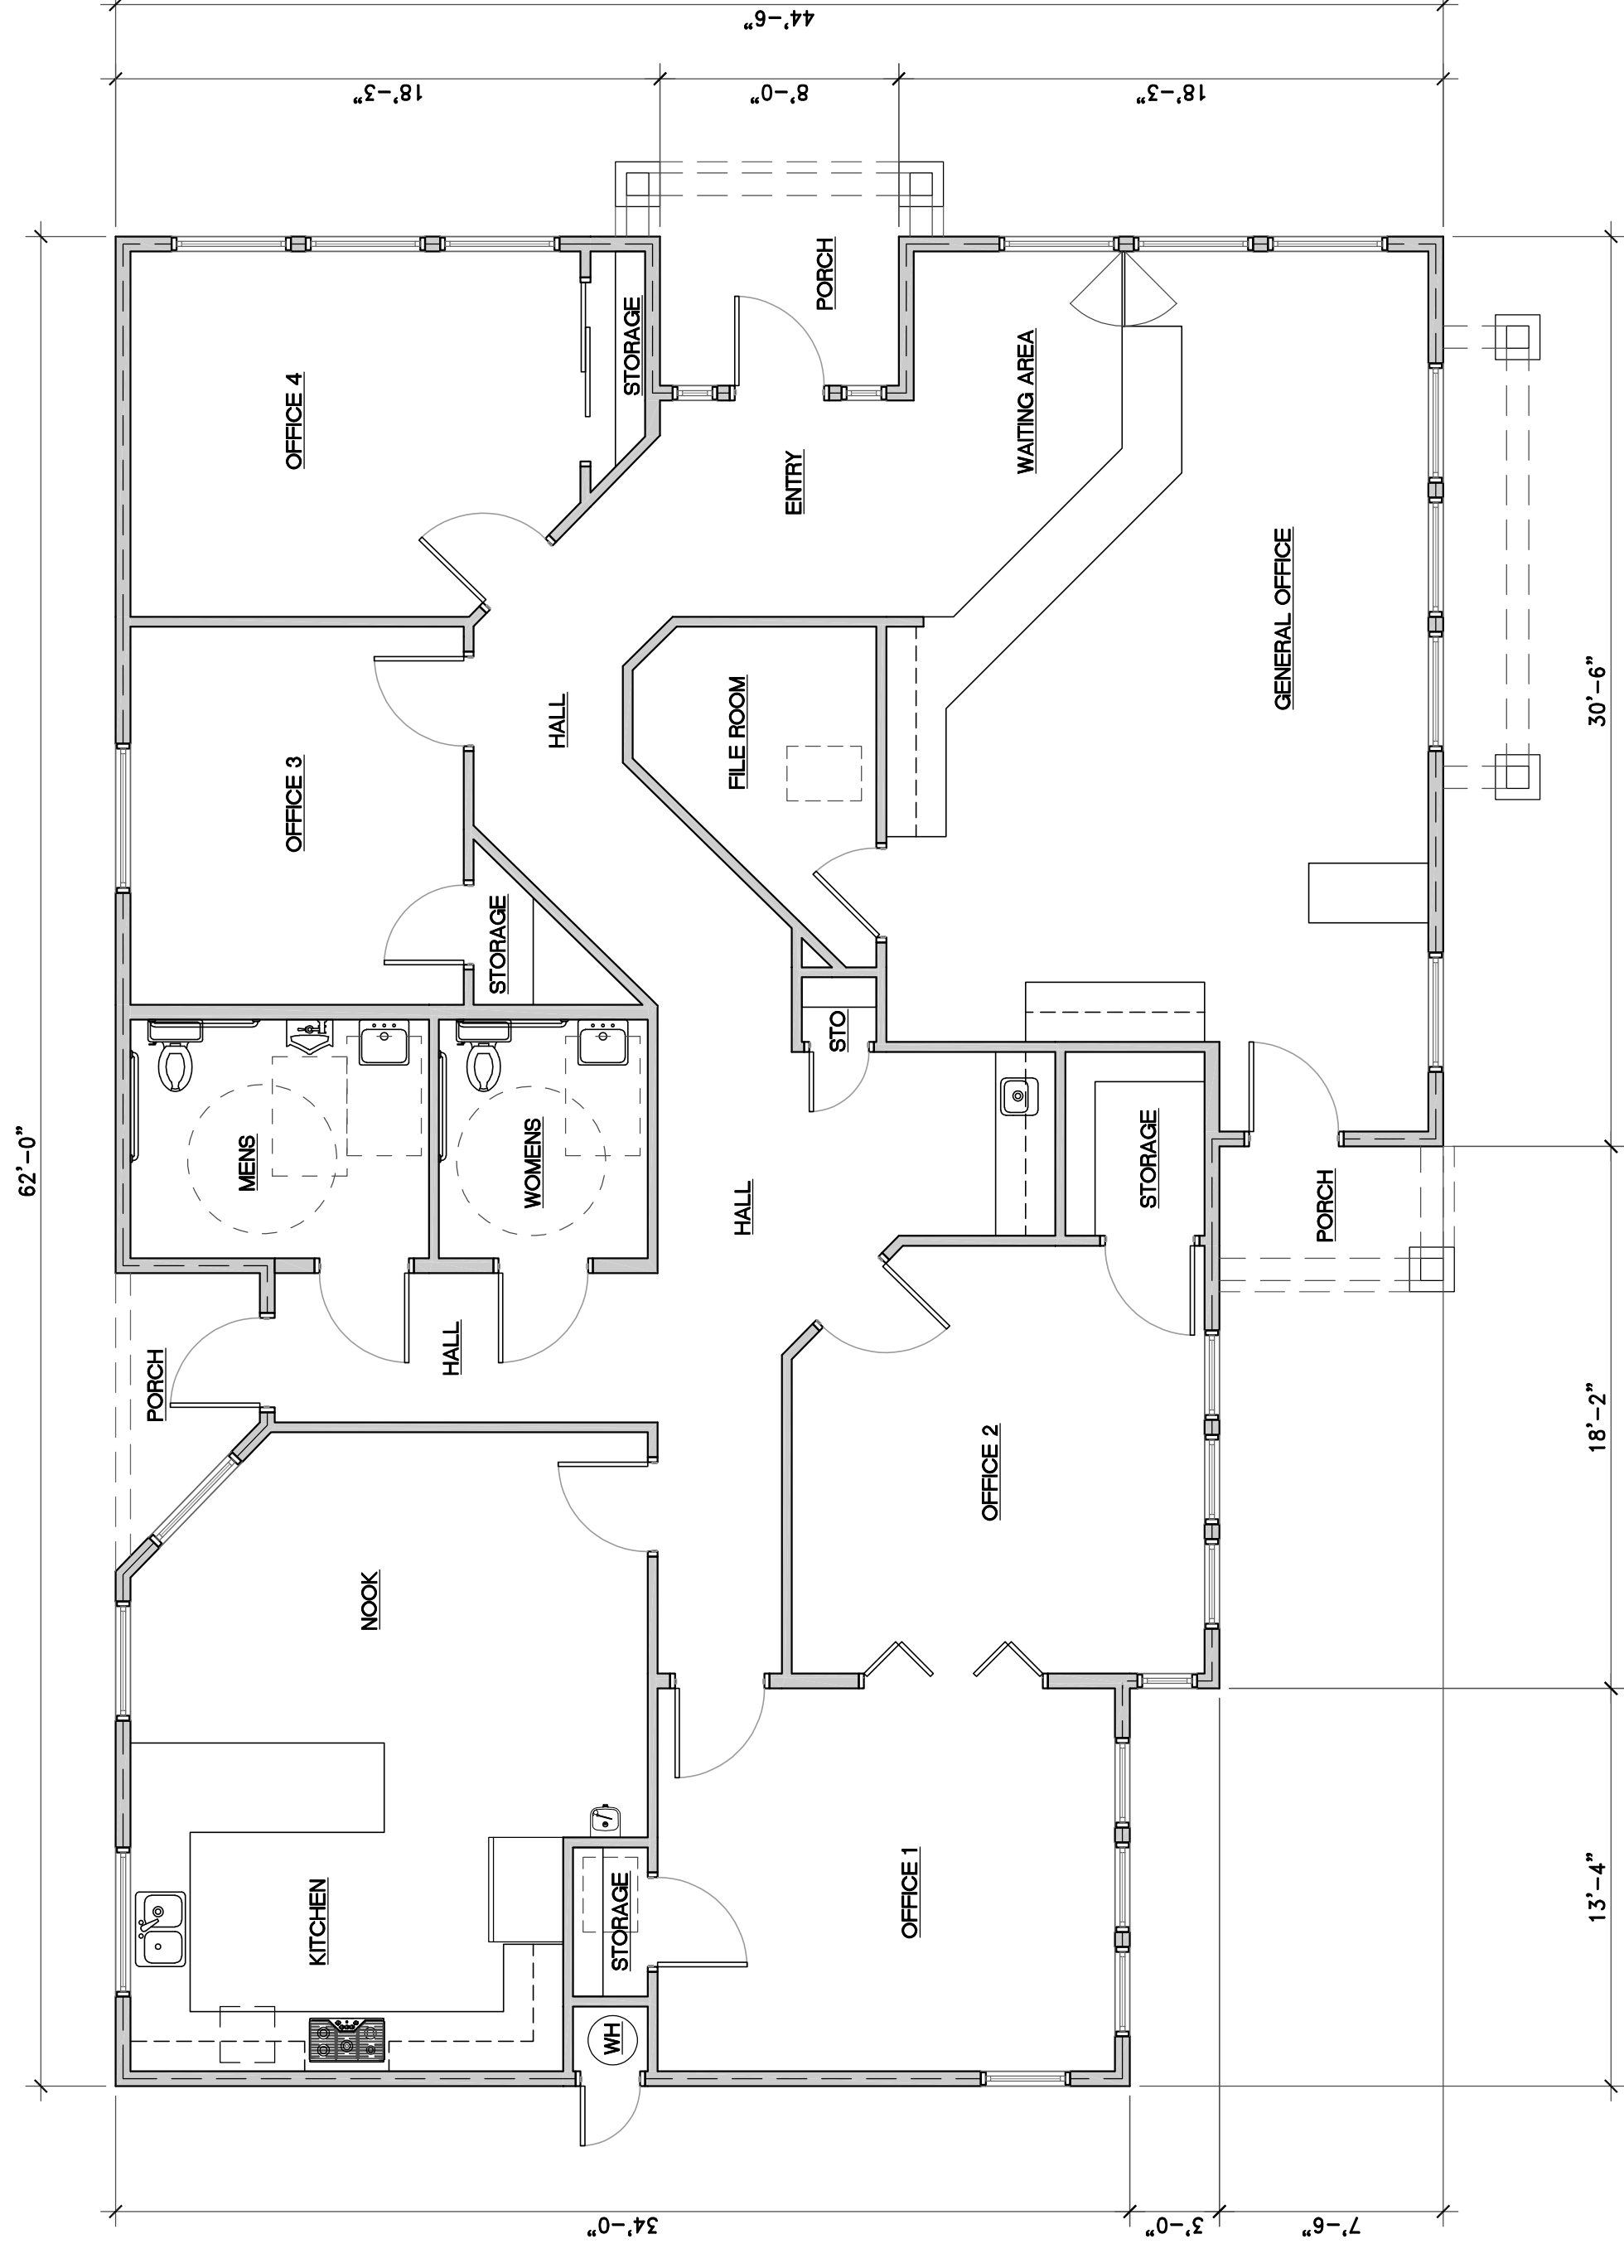 44'-6"
18'-3"
8'-0"
18'-3"
PORCH
STORAGE
OFFICE 4
ENTRY
WAITING AREA
GENERAL OFFICE
HALL
FILE ROOM
OFFICE 3
STORAGE
STO
30'-6"
62'-0"
MENS
WOMENS
HALL
STORAGE
PORCH
PORCH
HALL
OFFICE 2
18'-2"
NOOK
KITCHEN
STORAGE
OFFICE 1
13'-4"
WH
34'-0"
3'-0"
7'-6"